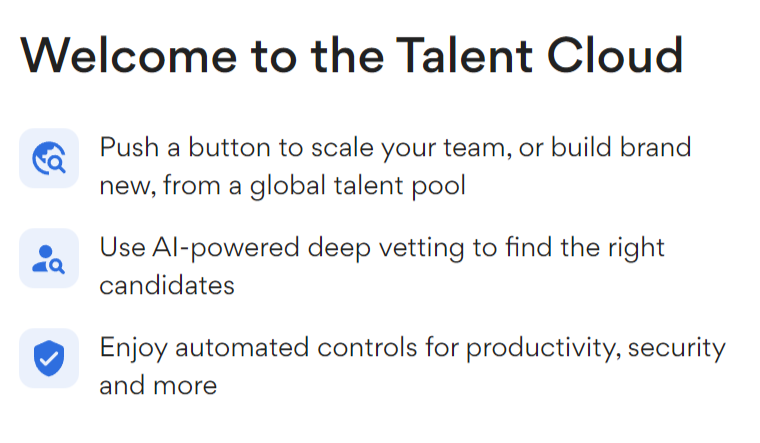 Welcome to the Talent Cloud
Push a button to scale your team, or build brand
new, from a global talent pool
Use AI-powered deep vetting to find the right
candidates
Enjoy automated controls for productivity, security
and more